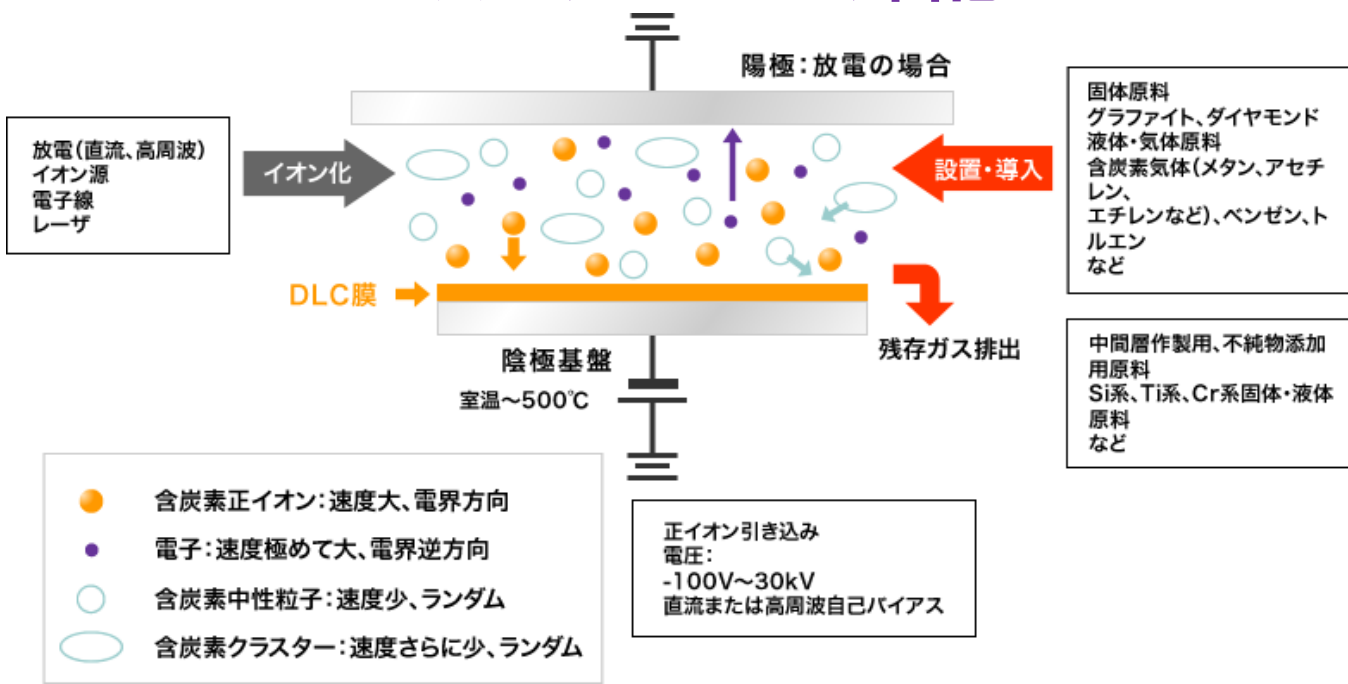 陽極：放電の場合
放電（直流、高周波）
イオン源
電子線
レーザ
イオン化
設置・導入
固体原料
グラファイト、ダイヤモンド
液体・気体原料
含炭素気体（メタン、アセチ
レン、
エチレンなど）、ベンゼン、ト
ルエン
など
DLC膜
残存ガス排出
陰極基盤
室温～500℃
中間層作製用、不純物添加
用原料
Si系、Ti系、Cr系固体・液体
原料
など
含炭素正イオン：速度大、電界方向
電子：速度極めて大、電界逆方向
含炭素中性粒子：速度少、ランダム
含炭素クラスター：速度さらに少、ランダム
正イオン引き込み
電圧：
-100V～30kV
直流または高周波自己バイアス